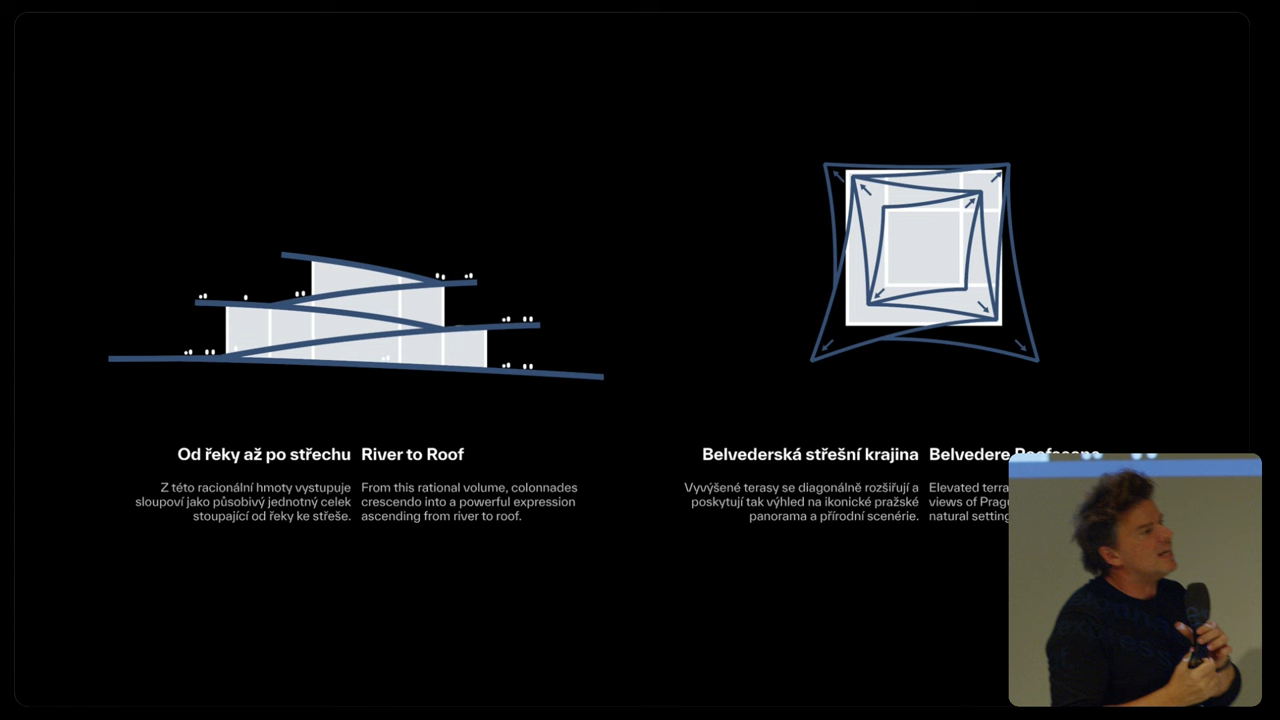 Od řeky až po střechu
Z této racionální hmoty vystupuje
sloupoví jako působivý jednotný celek
stoupající od řeky ke střeše.
River to Roof
From this rational volume, colonnades
crescendo into a powerful expression
ascending from river to roof.
Belvederská střešní krajina
Vyvýšené terasy se diagonálně rozšiřují a
poskytují tak výhled na ikonické pražské
panorama a přírodní scenérie.
Belvedere
Elevated
views of
natural